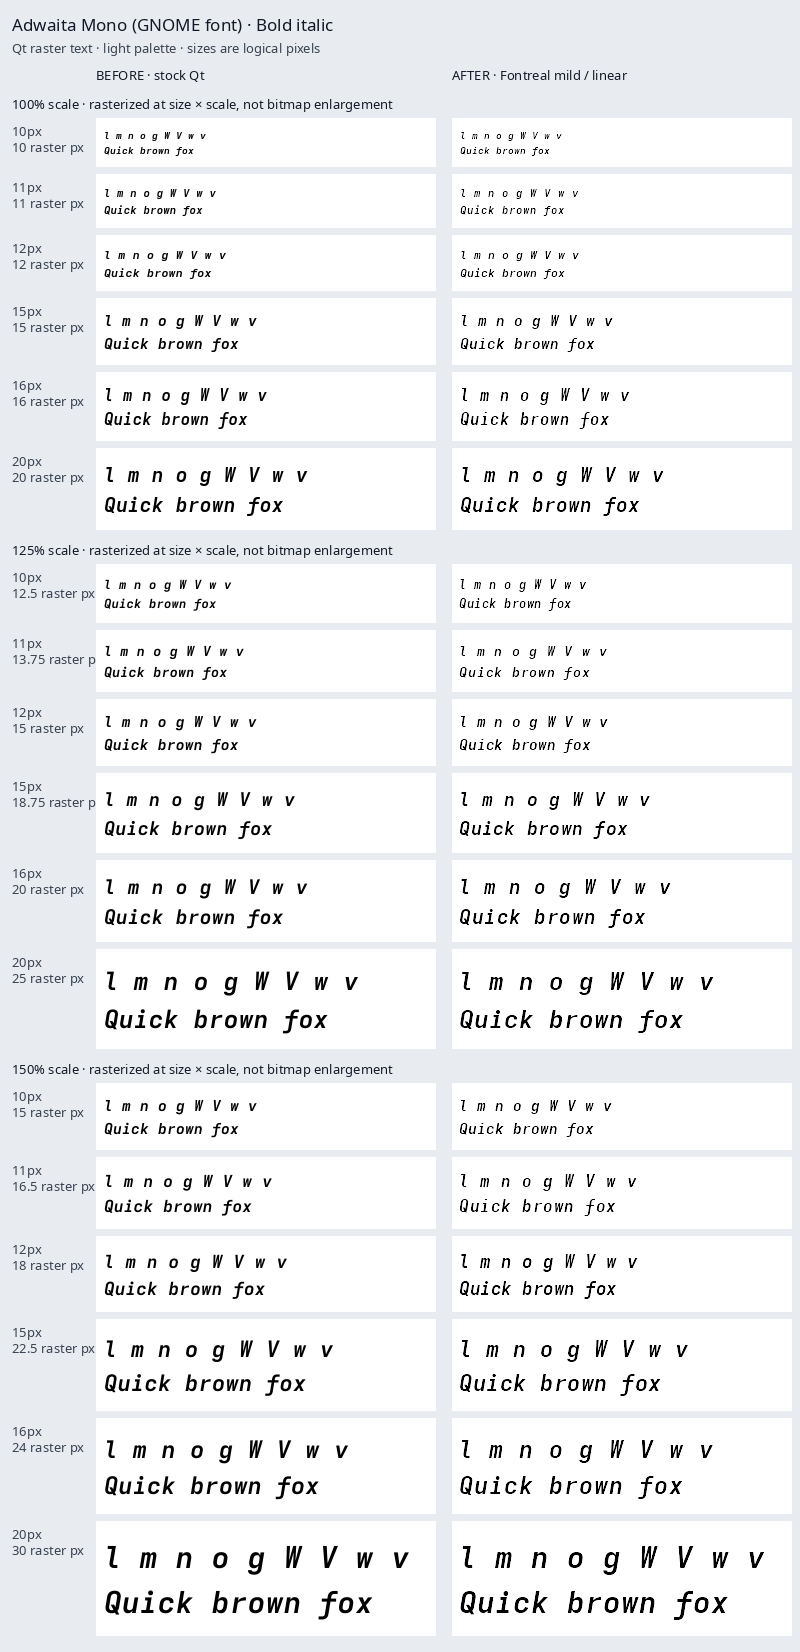 Adwaita Mono (GNOME font) · Bold italic
Qt raster text · light palette · sizes are logical pixels
BEFORE · stock Qt
AFTER · Fontreal mild / linear
100% scale · rasterized at size × scale, not bitmap enlargement
10px
10 raster px
l m n o g W V w v
Quick brown fox
l m n o g W V w v
Quick brown fox
11px
11 raster px
l m n o g W V w v
Quick brown fox
l m n o g W V w v
Quick brown fox
12px
12 raster px
l m n o g W V w v
Quick brown fox
l m n o g W V w v
Quick brown fox
15px
15 raster px
l m n o g W V w v
Quick brown fox
l m n o g W V w v
Quick brown fox
16px
16 raster px
l m n o g W V w v
Quick brown fox
l m n o g W V w v
Quick brown fox
20px
20 raster px
l m n o g W V w v
Quick brown fox
l m n o g W V w v
Quick brown fox
125% scale · rasterized at size × scale, not bitmap enlargement
10px
12.5 raster px
l m n o g W V w v
Quick brown fox
l m n o g W V w v
Quick brown fox
11px
13.75 raster p
l m n o g W V w v
Quick brown fox
l m n o g W V w v
Quick brown fox
12px
15 raster px
l m n o g W V w v
Quick brown fox
l m n o g W V w v
Quick brown fox
15px
18.75 raster p
l m n o g W V w v
Quick brown fox
l m n o g W V w v
Quick brown fox
16px
20 raster px
l m n o g W V w v
Quick brown fox
l m n o g W V w v
Quick brown fox
20px
25 raster px
l m n o g W V w v
Quick brown fox
l m n o g W V w v
Quick brown fox
150% scale · rasterized at size × scale, not bitmap enlargement
10px
15 raster px
l m n o g W V w v
Quick brown fox
l m n o g W V w v
Quick brown fox
11px
16.5 raster px
l m n o g W V w v
Quick brown fox
l m n o g W V w v
Quick brown fox
12px
18 raster px
l m n o g W V w v
Quick brown fox
l m n o g W V w v
Quick brown fox
15px
22.5 raster px
l m n o g W V w v
Quick brown fox
l m n o g W V w v
Quick brown fox
16px
24 raster px
l m n o g W V w v
Quick brown fox
l m n o g W V w v
Quick brown fox
20px
30 raster px
l m n o g W V w v
Quick brown fox
l m n o g W V w v
Quick brown fox